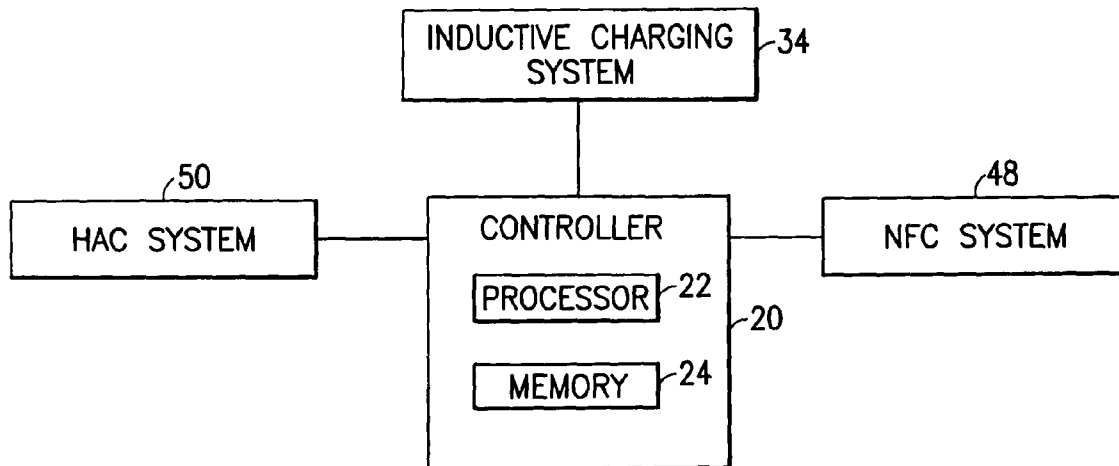 INDUCTIVE CHARGING
SYSTEM
34
50
HAC SYSTEM
48
NFC SYSTEM
CONTROLLER
PROCESSOR
22
20
MEMORY
24